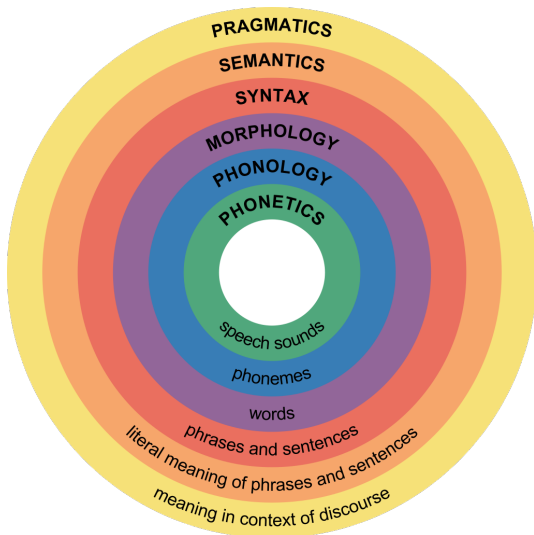 PRAGMATICS
SEMANTICS
SYNTAX
MORPHOLOGY
PHONOLOGY
PHONETICS
speech sounds
phonemes
words
phrases and sentences
literal meaning of phrases and sentences
meaning in context of discourse